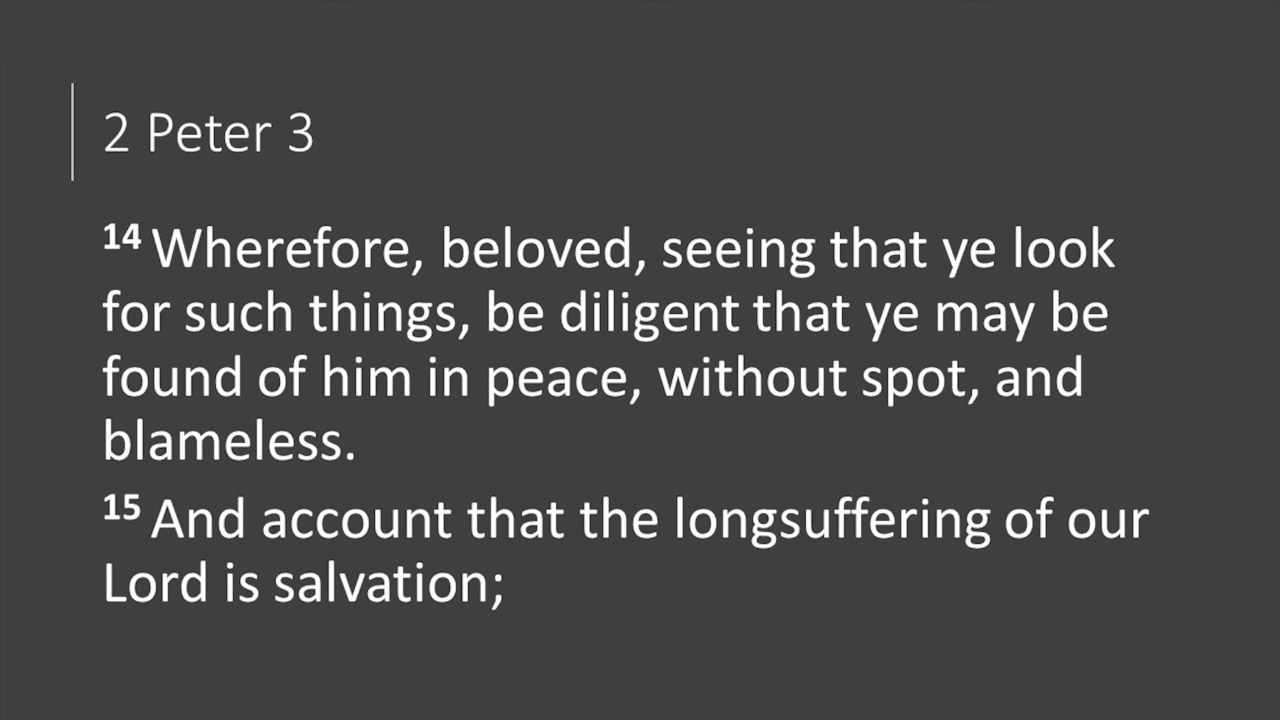 2 Peter 3
14 Wherefore, beloved, seeing that ye look
for such things, be diligent that ye may be
found of him in peace, without spot, and
blameless.
15 And account that the longsuffering of our
Lord is salvation;